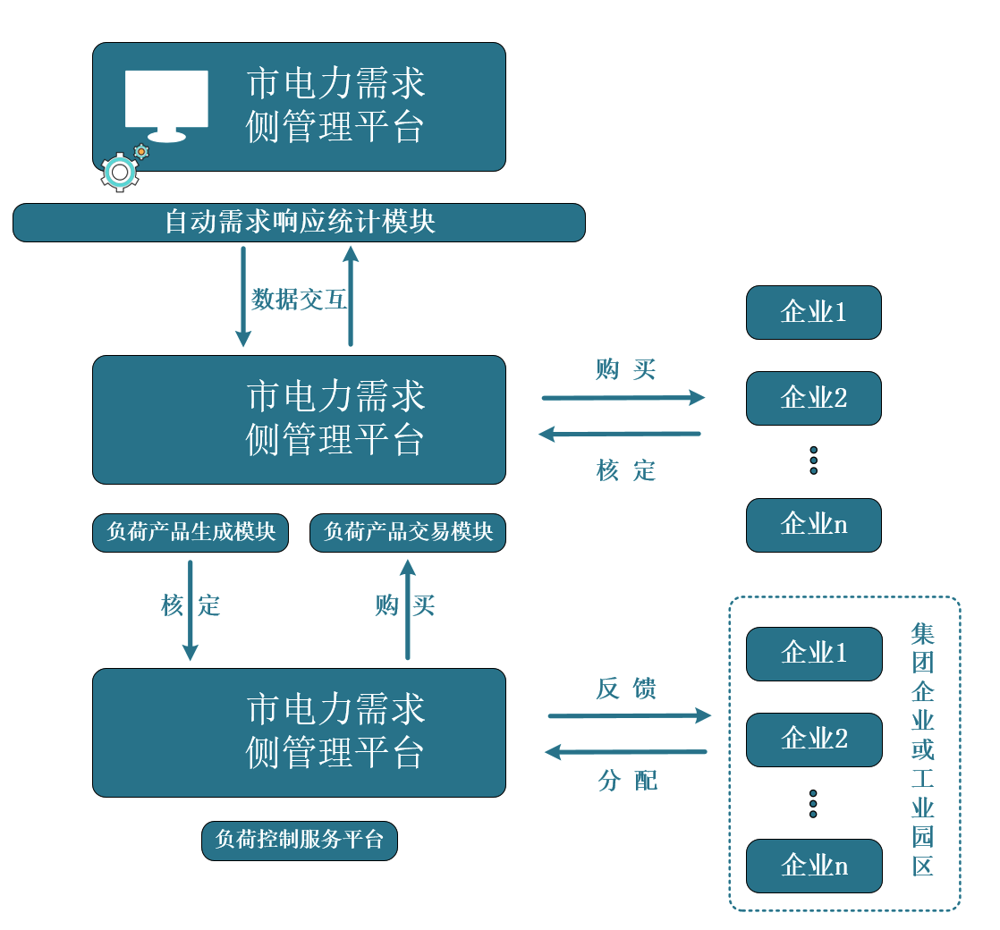 市电力需求
侧管理平台
自动需求响应统计模块
数据交互
市电力需求
侧管理平台
购买
核定
企业1
企业2
企业n
负荷产品生成模块
负荷产品交易模块
核定
购买
市电力需求
侧管理平台
反馈
分配
企业1
企业2
企业n
集团企业或工业园区
负荷控制服务平台